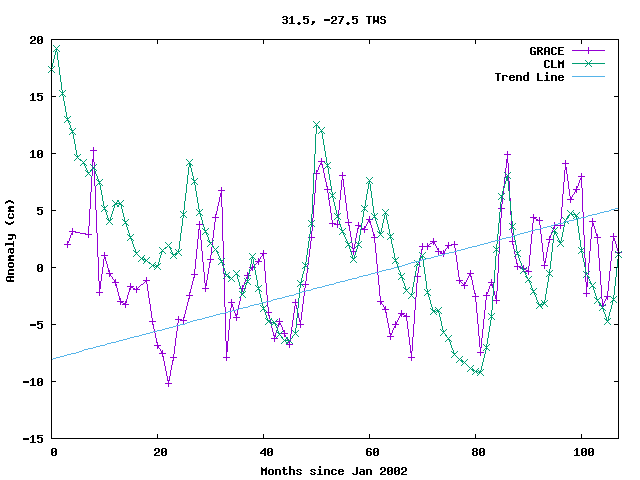 31.5, -27.5 TWS
GRACE
CLM
Trend Line
20
15
10
5
0
-5
-10
-15
Anomaly (cm)
0 20 40 60 80 100
Months since Jan 2002